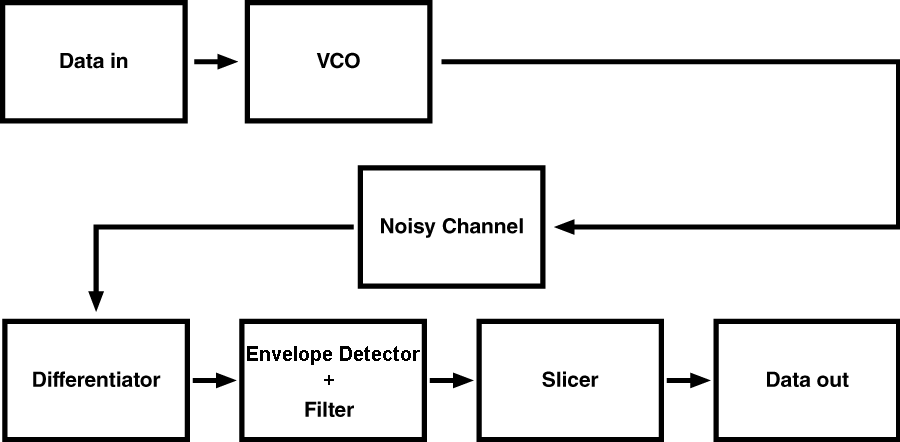 Data in
VCO
Noisy Channel
Differentiator
Envelope Detector
+
Filter
Slicer
Data out